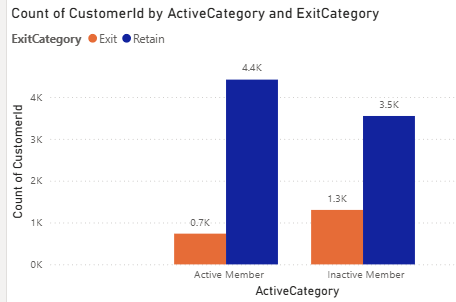 Count of CustomerId by ActiveCategory and ExitCategory
ExitCategory Exit Retain
4.4K
3.5K
1.3K
0.7K
4K
3K
2K
1K
0K
Count of CustomerId
Active Member Inactive Member
ActiveCategory